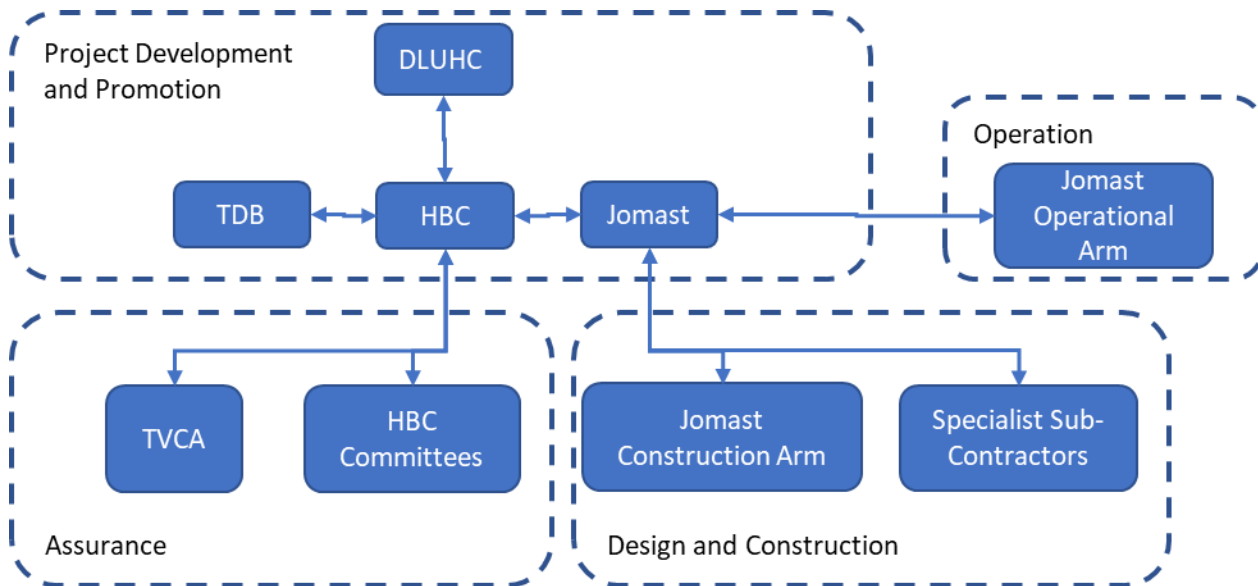 Project Development
and Promotion
DLUHC
Operation
TDB
HBC
Jomast
Jomast
Operational
Arm
TVCA
HBC
Committees
Jomast
Construction Arm
Specialist Sub-
Contractors
Assurance
Design and Construction